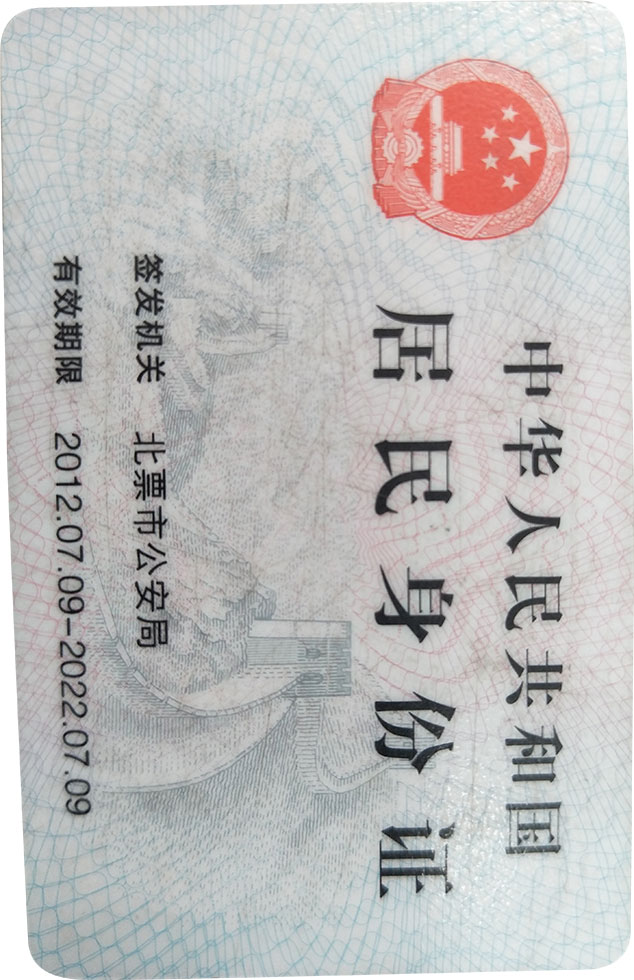 中华人民共和国
居民身份证
签发机关 北票市公安局
有效期限 2012.07.09-2022.07.09